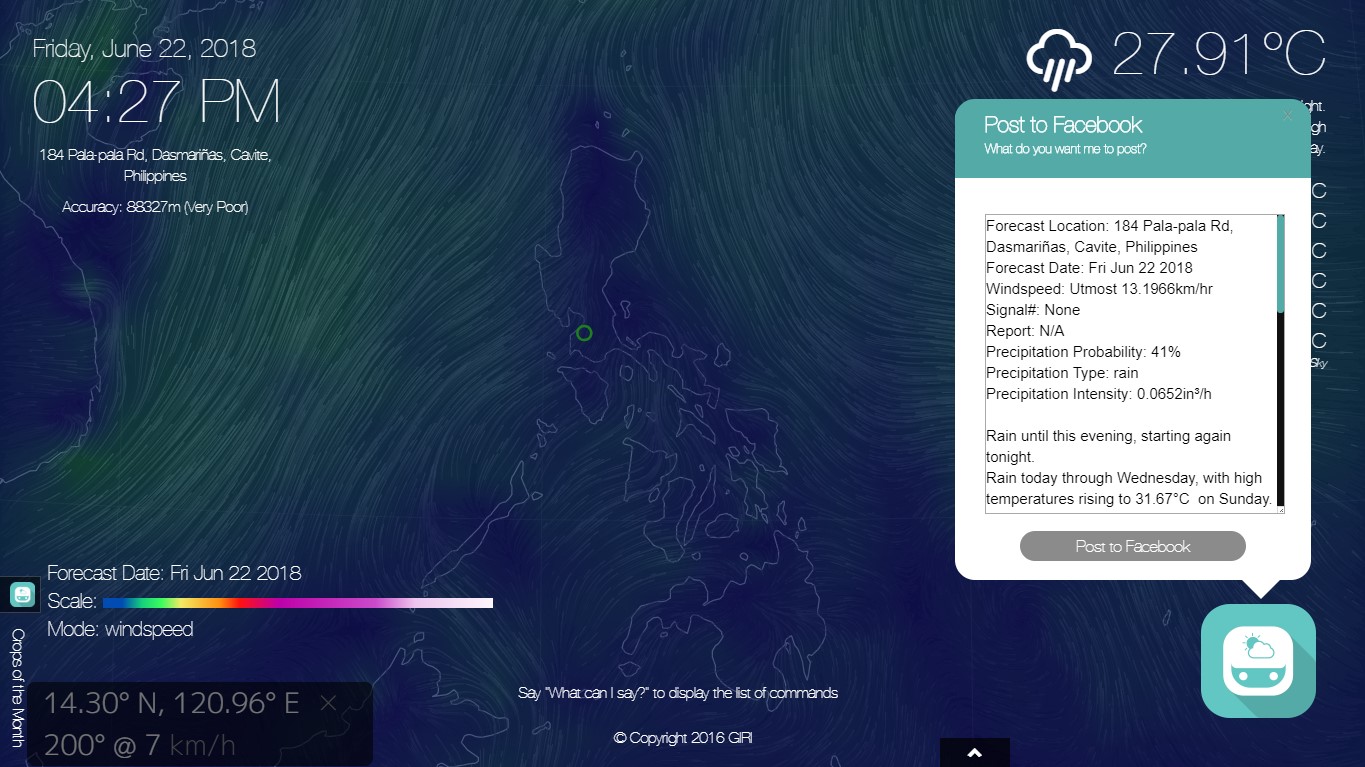 Friday, June 22, 2018
04:27 PM
184 Pala-pala Rd, Dasmariñas, Cavite,
Philippines
Accuracy: 88327m (Very Poor)
27.91°C
ght.
gh
ay.
C
C
C
C
C
C
Sky
Post to Facebook
What do you want me to post?
×
Forecast Location: 184 Pala-pala Rd,
Dasmariñas, Cavite, Philippines
Forecast Date: Fri Jun 22 2018
Windspeed: Utmost 13.1966km/hr
Signal#: None
Report: N/A
Precipitation Probability: 41%
Precipitation Type: rain
Precipitation Intensity: 0.0652in³/h
Rain until this evening, starting again
tonight.
Rain today through Wednesday, with high
temperatures rising to 31.67°C on Sunday.
Post to Facebook
Forecast Date: Fri Jun 22 2018
Scale:
Mode: windspeed
Crops of the Month
14.30° N, 120.96° E ×
200° @ 7 km/h
Say "What can I say?" to display the list of commands
© Copyright 2016 GIRI